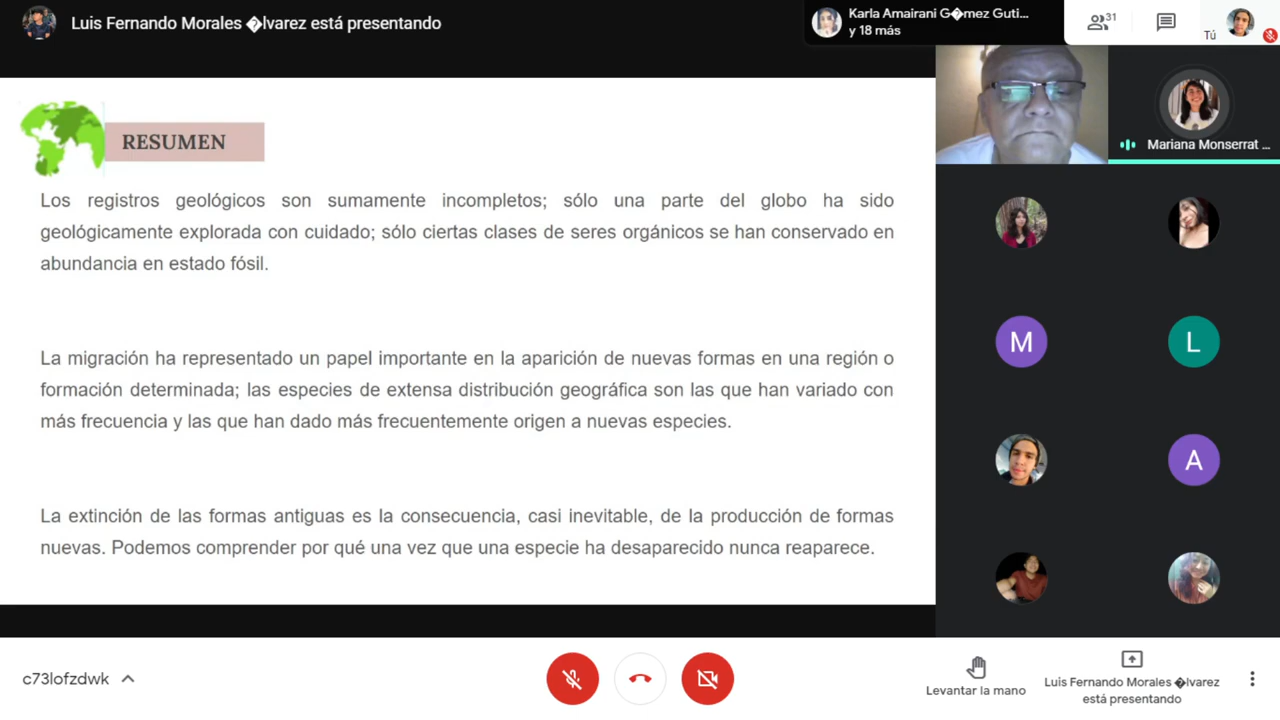 Luis Fernando Morales �lvarez está presentando
Karla Amairani G�mez Guti...
y 18 más
31
Tú
RESUMEN
Los registros geológicos son sumamente incompletos; sólo una parte del globo ha sido
geológicamente explorada con cuidado; sólo ciertas clases de seres orgánicos se han conservado en
abundancia en estado fósil.
La migración ha representado un papel importante en la aparición de nuevas formas en una región o
formación determinada; las especies de extensa distribución geográfica son las que han variado con
más frecuencia y las que han dado más frecuentemente origen a nuevas especies.
La extinción de las formas antiguas es la consecuencia, casi inevitable, de la producción de formas
nuevas. Podemos comprender por qué una vez que una especie ha desaparecido nunca reaparece.
Mariana Monserrat ...
M
L
A
c73lofzdwk
Levantar la mano
Luis Fernando Morales �lvarez
está presentando